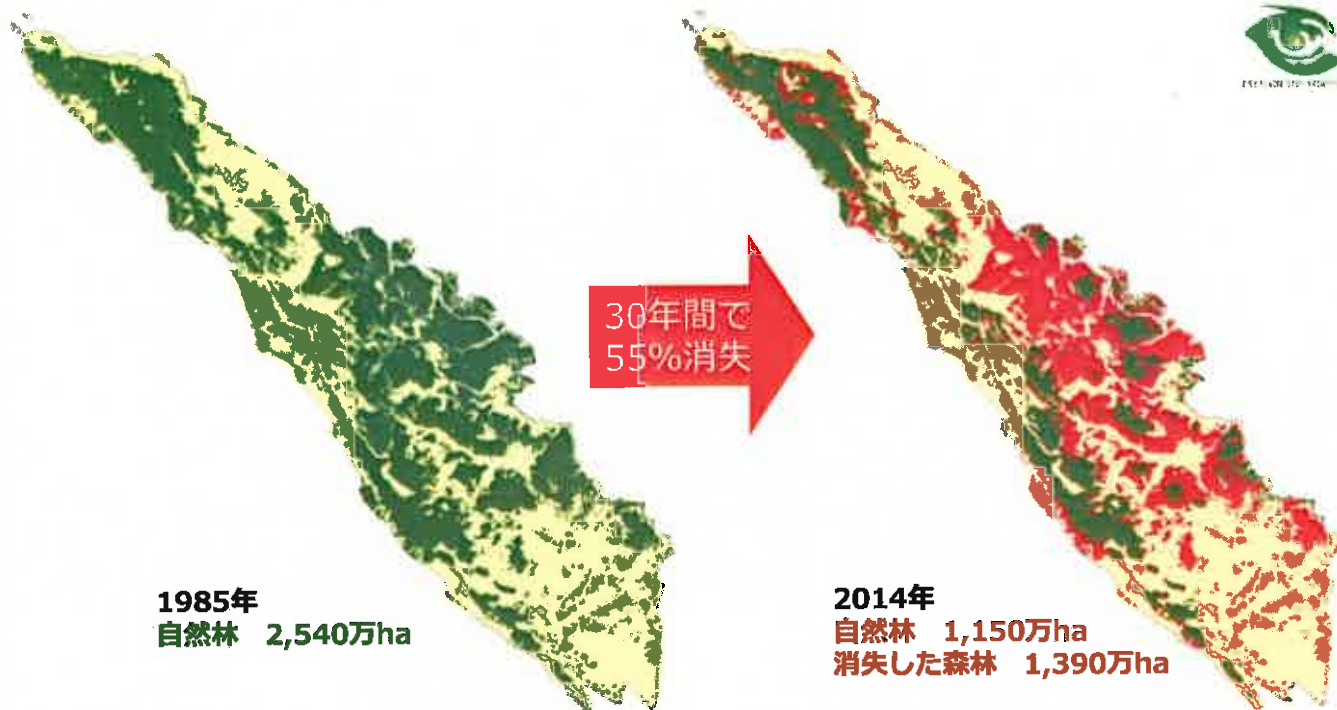 30年間で
55%消失
1985年
自然林 2,540万ha
2014年
自然林 1,150万ha
消失した森林 1,390万ha